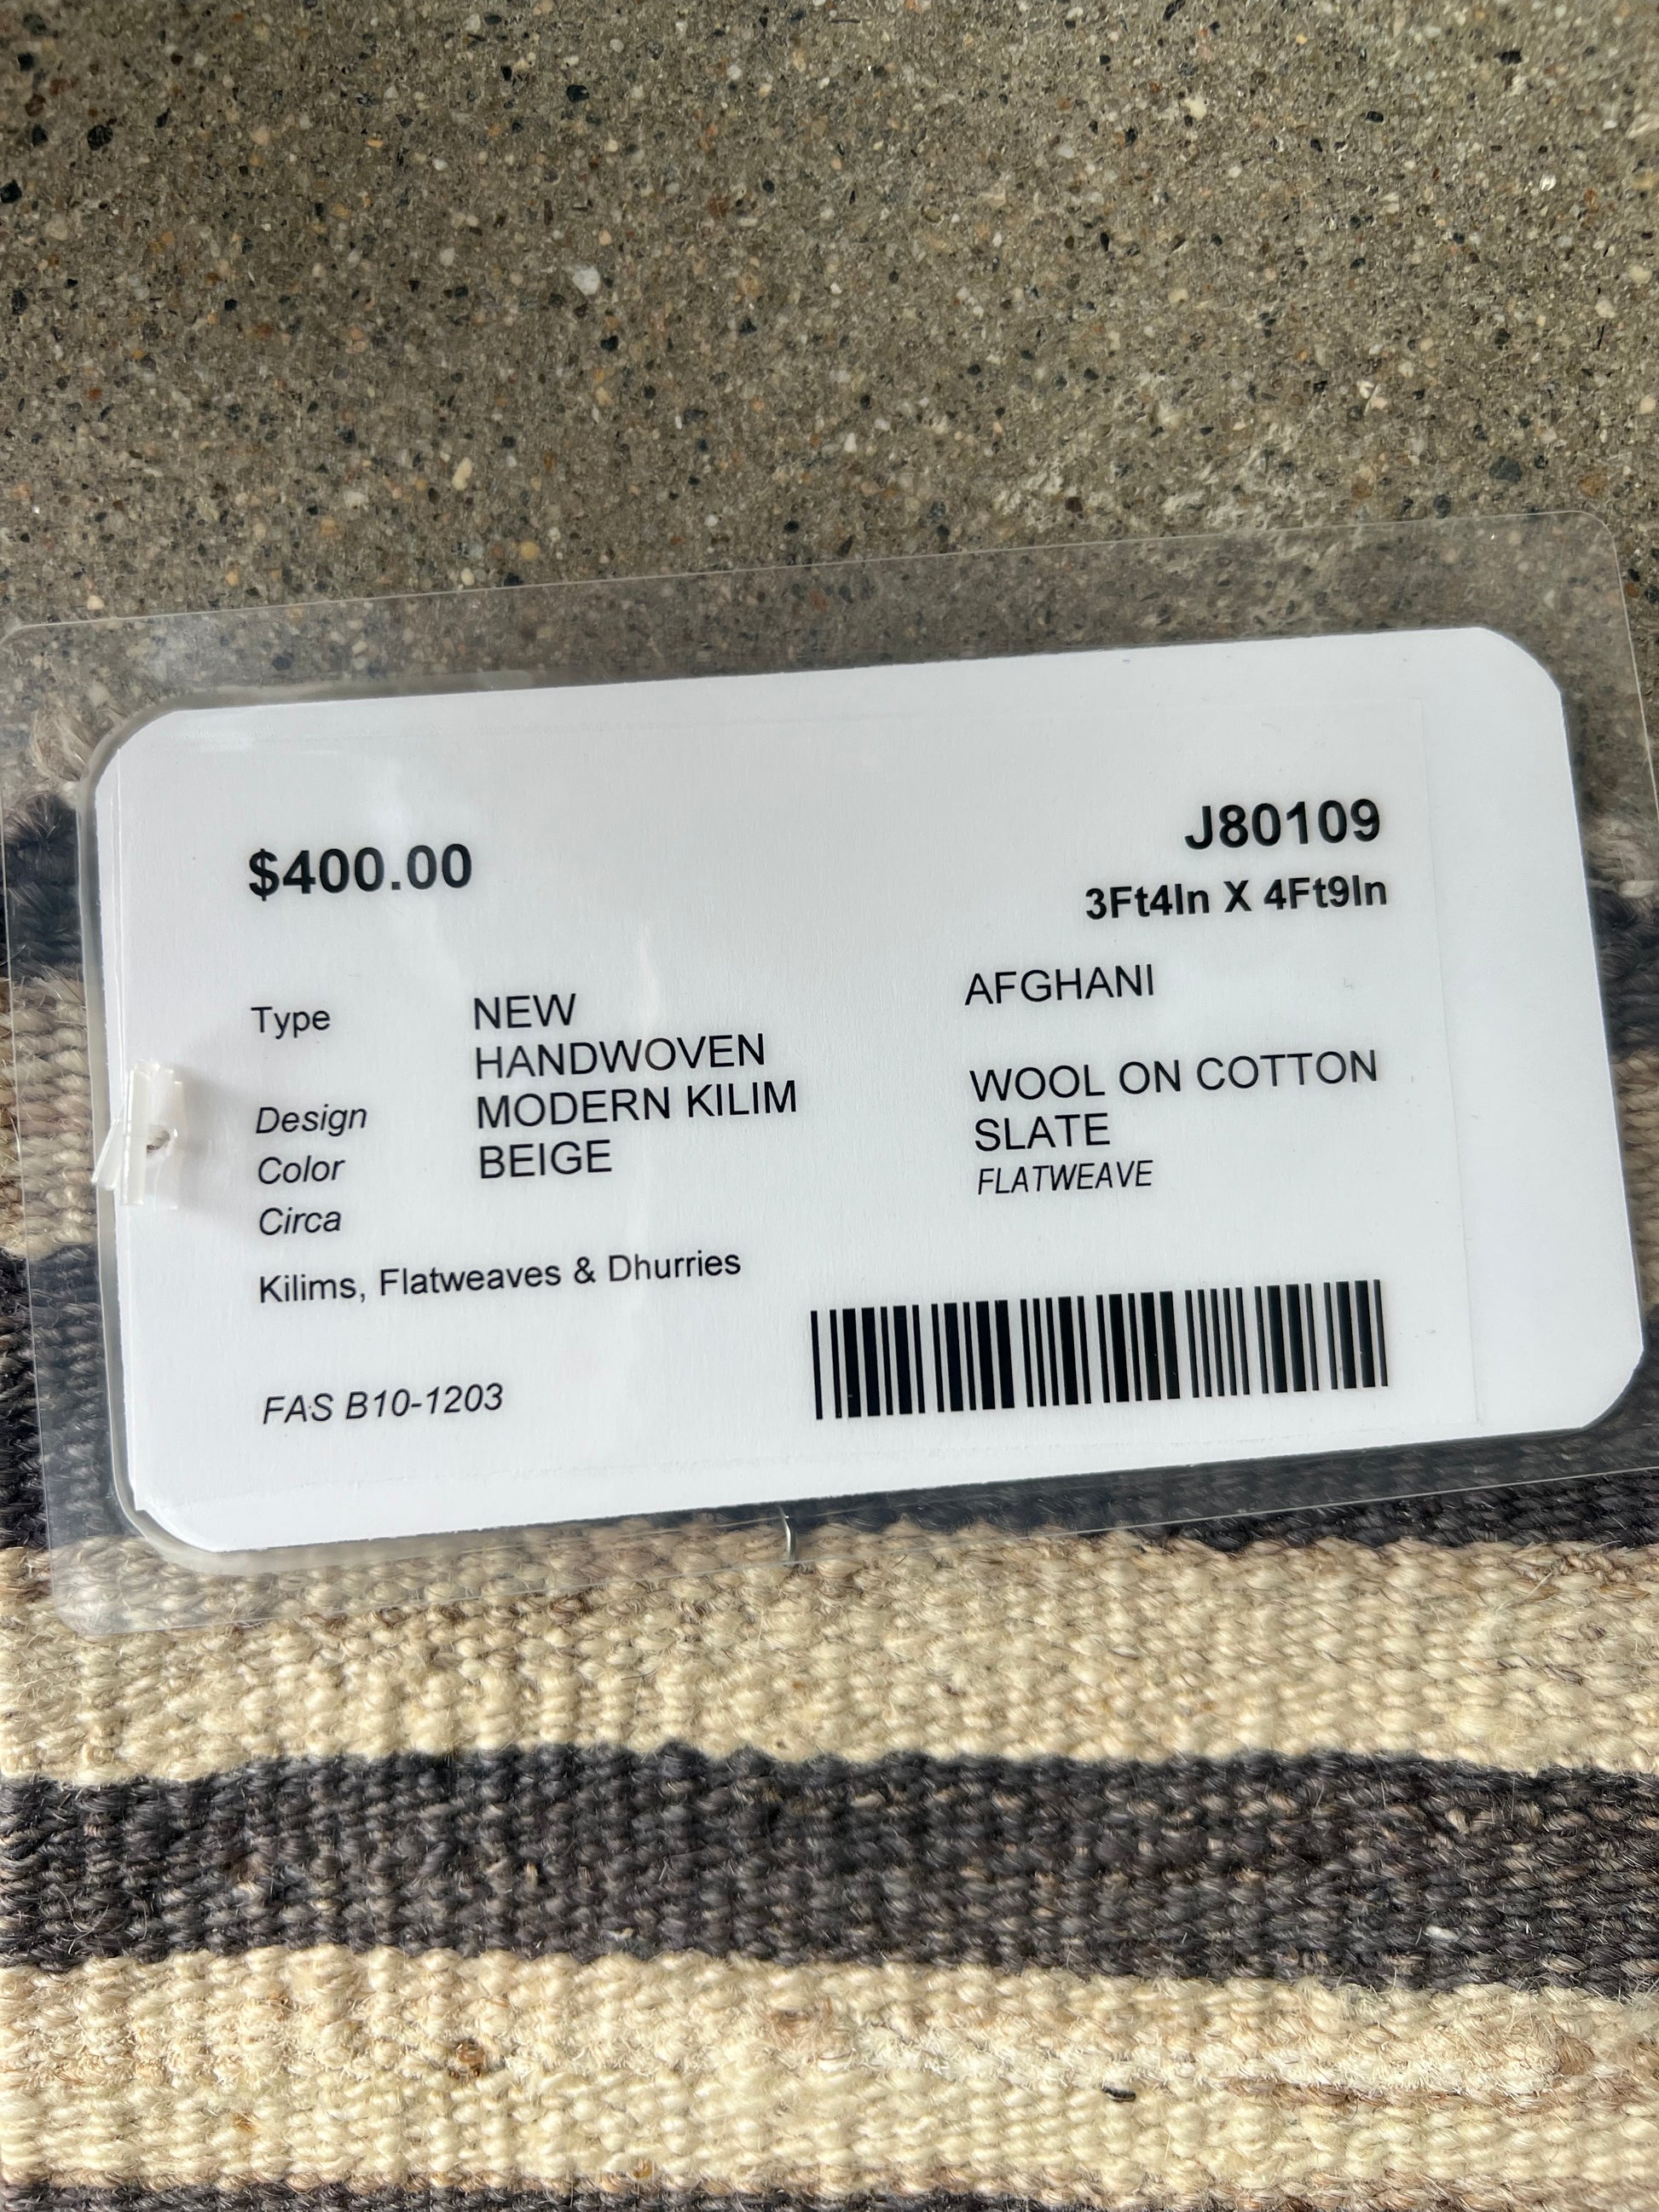 $400.00
J80109
3Ft4In X 4Ft9In
Type NEW HANDWOVEN
AFGHANI
Design MODERN KILIM
WOOL ON COTTON
Color BEIGE
SLATE
Circa
FLATWEAVE
Kilims, Flatweaves & Dhurries
FAS B10-1203